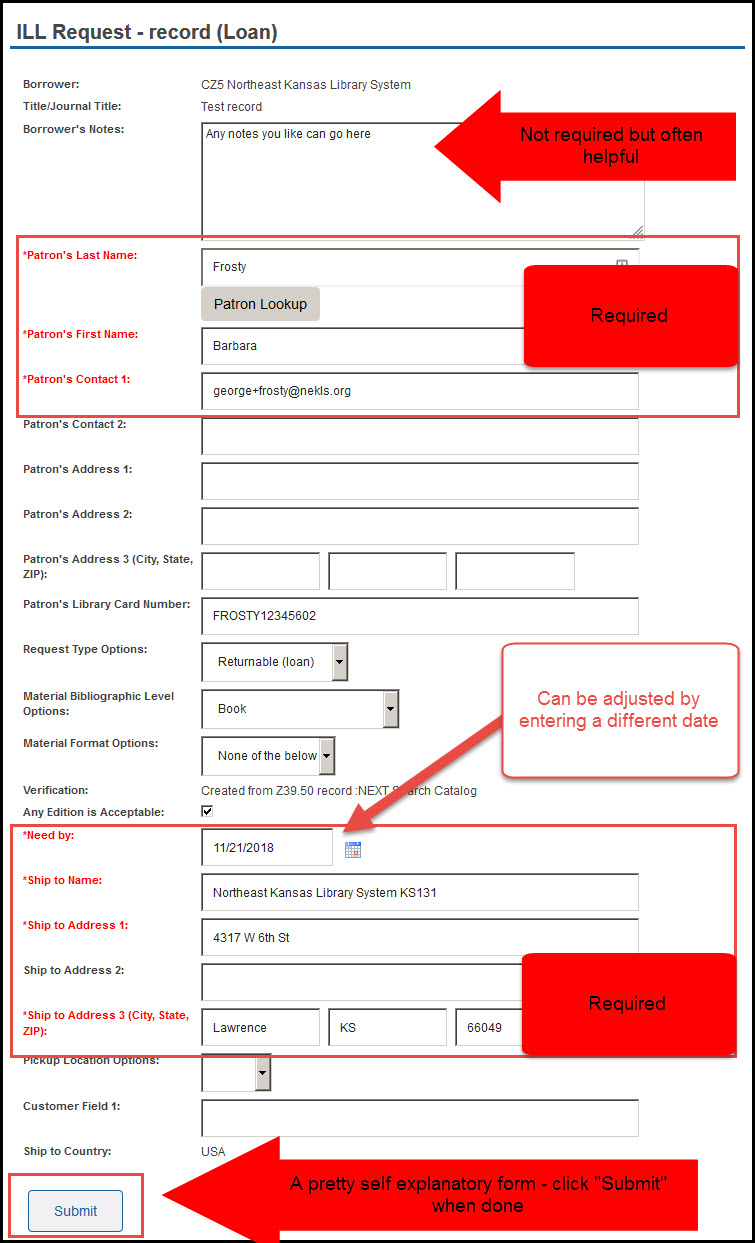 ILL Request - record (Loan)
Borrower: CZ5 Northeast Kansas Library System
Title/Journal Title: Test record
Borrower's Notes: Any notes you like can go here
Not required but often
helpful
*Patron's Last Name: Frosty
Patron Lookup
Required
*Patron's First Name: Barbara
*Patron's Contact 1: george+frosty@nekls.org
Patron's Contact 2:
Patron's Address 1:
Patron's Address 2:
Patron's Address 3 (City, State,
ZIP):
Patron's Library Card Number: FROSTY12345602
Request Type Options: Returnable (loan)
Material Bibliographic Level
Options: Book
Can be adjusted by
entering a different date
Material Format Options: None of the below
Verification: Created from Z39.50 record :NEXT Search Catalog
Any Edition is Acceptable:
*Need by: 11/21/2018
*Ship to Name: Northeast Kansas Library System KS131
*Ship to Address 1: 4317 W 6th St
Ship to Address 2:
Required
*Ship to Address 3 (City, State,
ZIP): Lawrence KS 66049
Pickup Location Options:
Customer Field 1:
Ship to Country: USA
A pretty self explanatory form - click "Submit"
when done
Submit